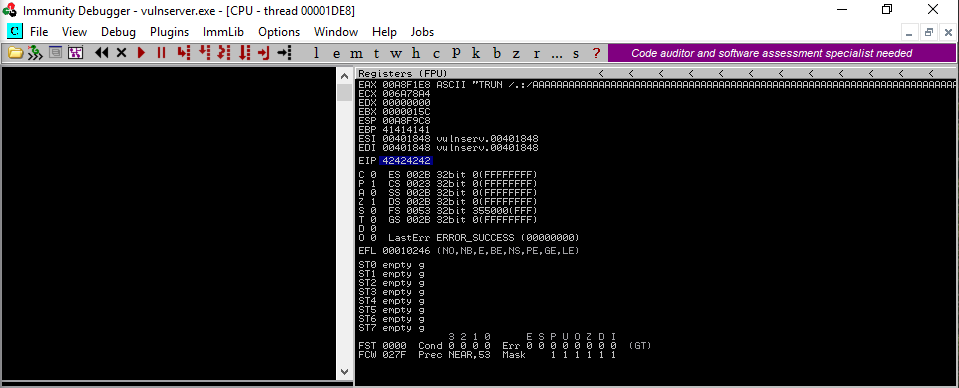 Immunity Debugger - vulnserver.exe - [CPU - thread 00001DE8]
C File View Debug Plugins ImmLib Options Window Help Jobs
l e m t w h c p k b z r ... s ? Code auditor and software assessment specialist needed
Registers (FPU) < < < < < < < < < < <
EAX 00A8F1E8 ASCII "TRUN /.:/AAAAAAAAAAAAAAAAAAAAAAAAAAAAAAAAAAAAAAAAAAAAAAAAAAAAAAAAAAAAAAAAAAAA
ECX 006A78A4
EDX 00000000
EBX 0000015C
ESP 00A8F9C8
EBP 41414141
ESI 00401848 vulnserv.00401848
EDI 00401848 vulnserv.00401848
EIP 42424242
C 0 ES 002B 32bit 0(FFFFFFFF)
P 1 CS 0023 32bit 0(FFFFFFFF)
A 0 SS 002B 32bit 0(FFFFFFFF)
Z 1 DS 002B 32bit 0(FFFFFFFF)
S 0 FS 0053 32bit 355000(FFF)
T 0 GS 002B 32bit 0(FFFFFFFF)
D 0
O 0 LastErr ERROR_SUCCESS (00000000)
EFL 00010246 (NO,NB,E,BE,NS,PE,GE,LE)
ST0 empty g
ST1 empty g
ST2 empty g
ST3 empty g
ST4 empty g
ST5 empty g
ST6 empty g
ST7 empty g
3 2 1 0 E S P U O Z D I
FST 0000 Cond 0 0 0 0 Err 0 0 0 0 0 0 0 0 (GT)
FCW 027F Prec NEAR,53 Mask 1 1 1 1 1 1